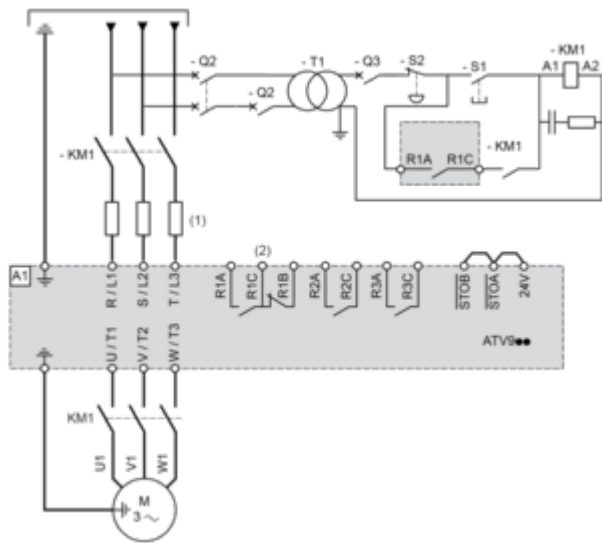 - Q2
- T1
- Q3
- S2
- S1
- KM1
A1
A2
- Q2
- KM1
R1A
R1C
- KM1
(1)
(2)
A1
R / L1
S / L2
T / L3
R1A
R1C
R1B
R2A
R2C
R3A
R3C
STOB
STOA
24V
U / T1
V / T2
W / T3
ATV9●●
KM1
U1
V1
W1
M
3 ~